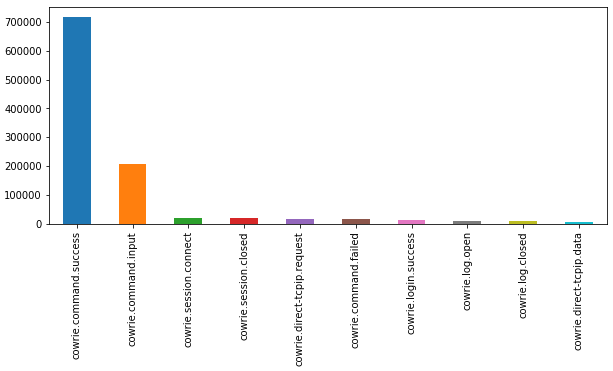 700000
600000
500000
400000
300000
200000
100000
0
cowrie.command.success
cowrie.command.input
cowrie.session.connect
cowrie.session.closed
cowrie.direct-tcpip.request
cowrie.command.failed
cowrie.login.success
cowrie.log.open
cowrie.log.closed
cowrie.direct-tcpip.data